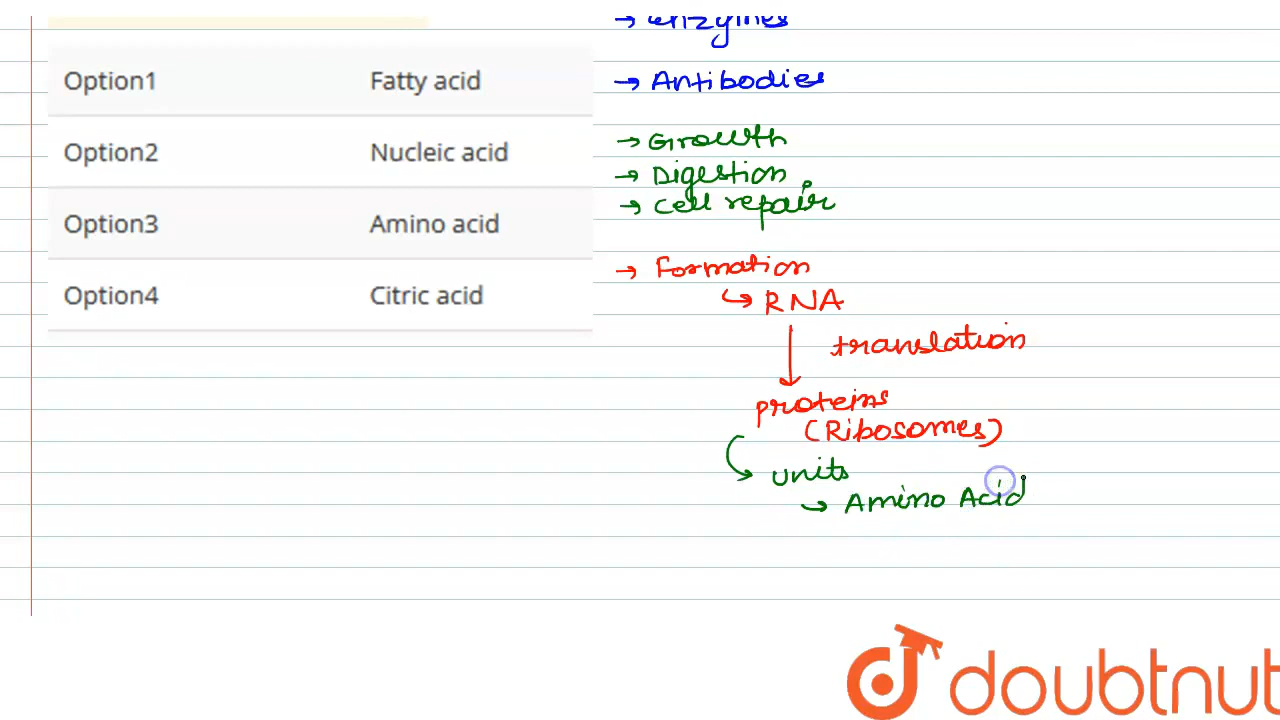 → enzymes
Option1 Fatty acid
→ Antibodies
Option2 Nucleic acid
→ Growth
→ Digestion
→ Cell repair
Option3 Amino acid
→ Formation
Option4 Citric acid
↳ RNA
translation
proteins
(Ribosomes)
units
→ Amino Acid
doubtnut